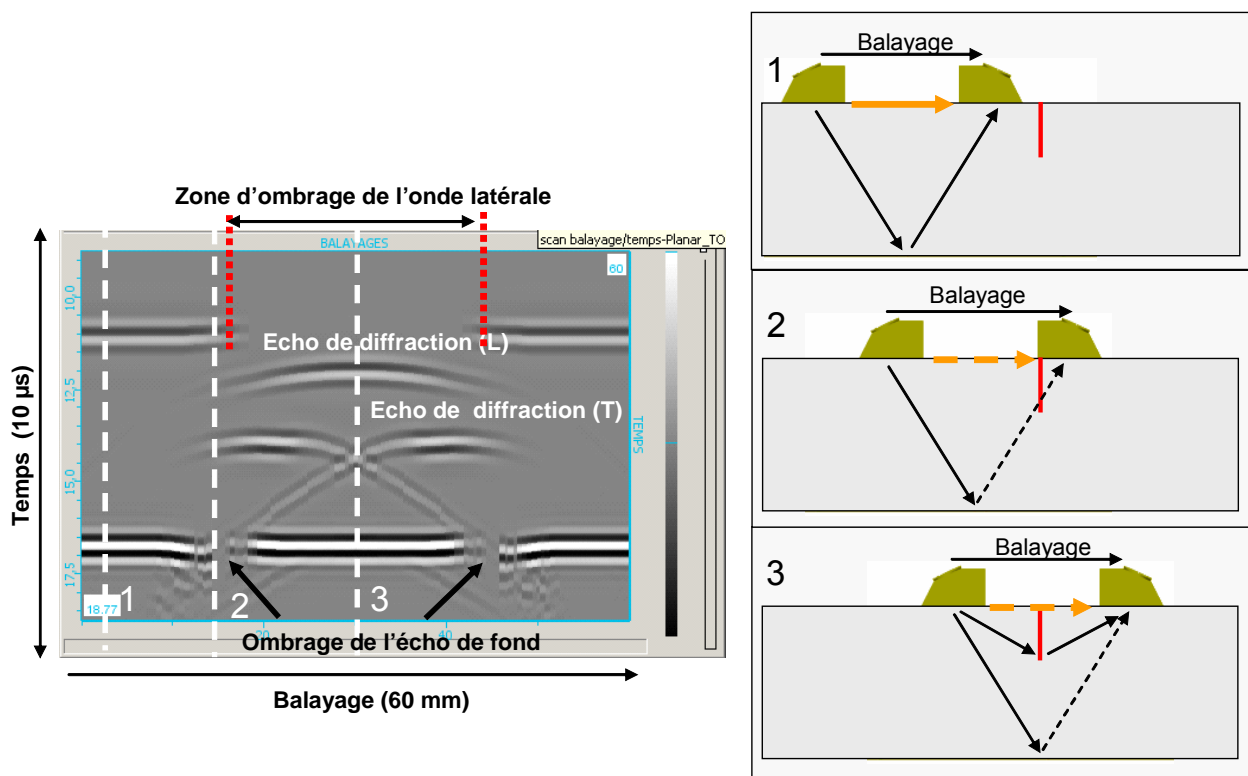 Zone d'ombrage de l'onde latérale
scan balayage/temps-Planar_TO
BALAYAGES
60
10,0
12,5
15,0
17,5
Temps (10 µs)
TEMPS
Echo de diffraction (L)
Echo de diffraction (T)
18.77
1
2
3
20
40
Ombrage de l'écho de fond
Balayage (60 mm)
1
Balayage
2
Balayage
3
Balayage